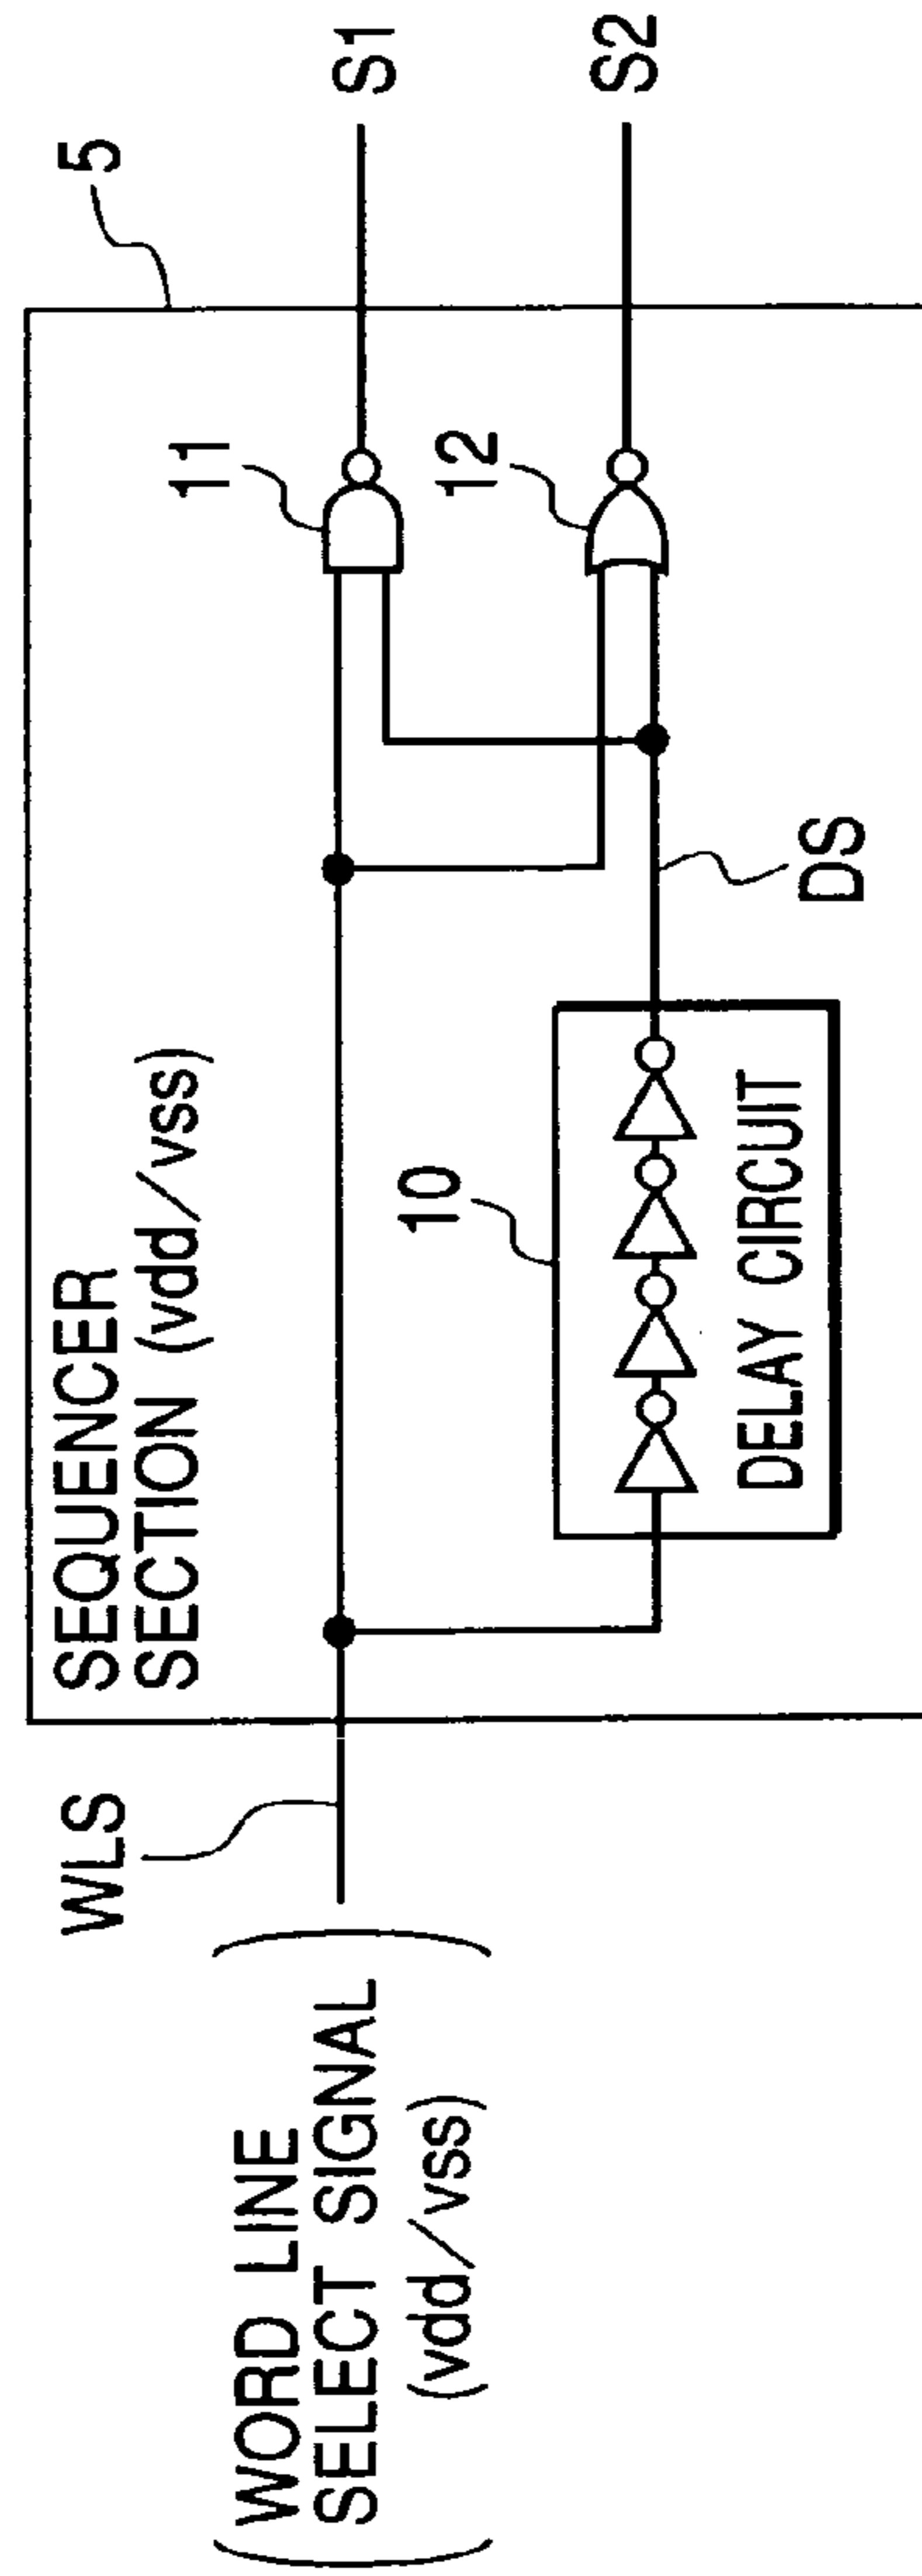 WORD LINE
SELECT SIGNAL
(vdd/vss)
WLS
SEQUENCER
SECTION (vdd/vss)
5
10
DELAY CIRCUIT
DS
11
12
S1
S2